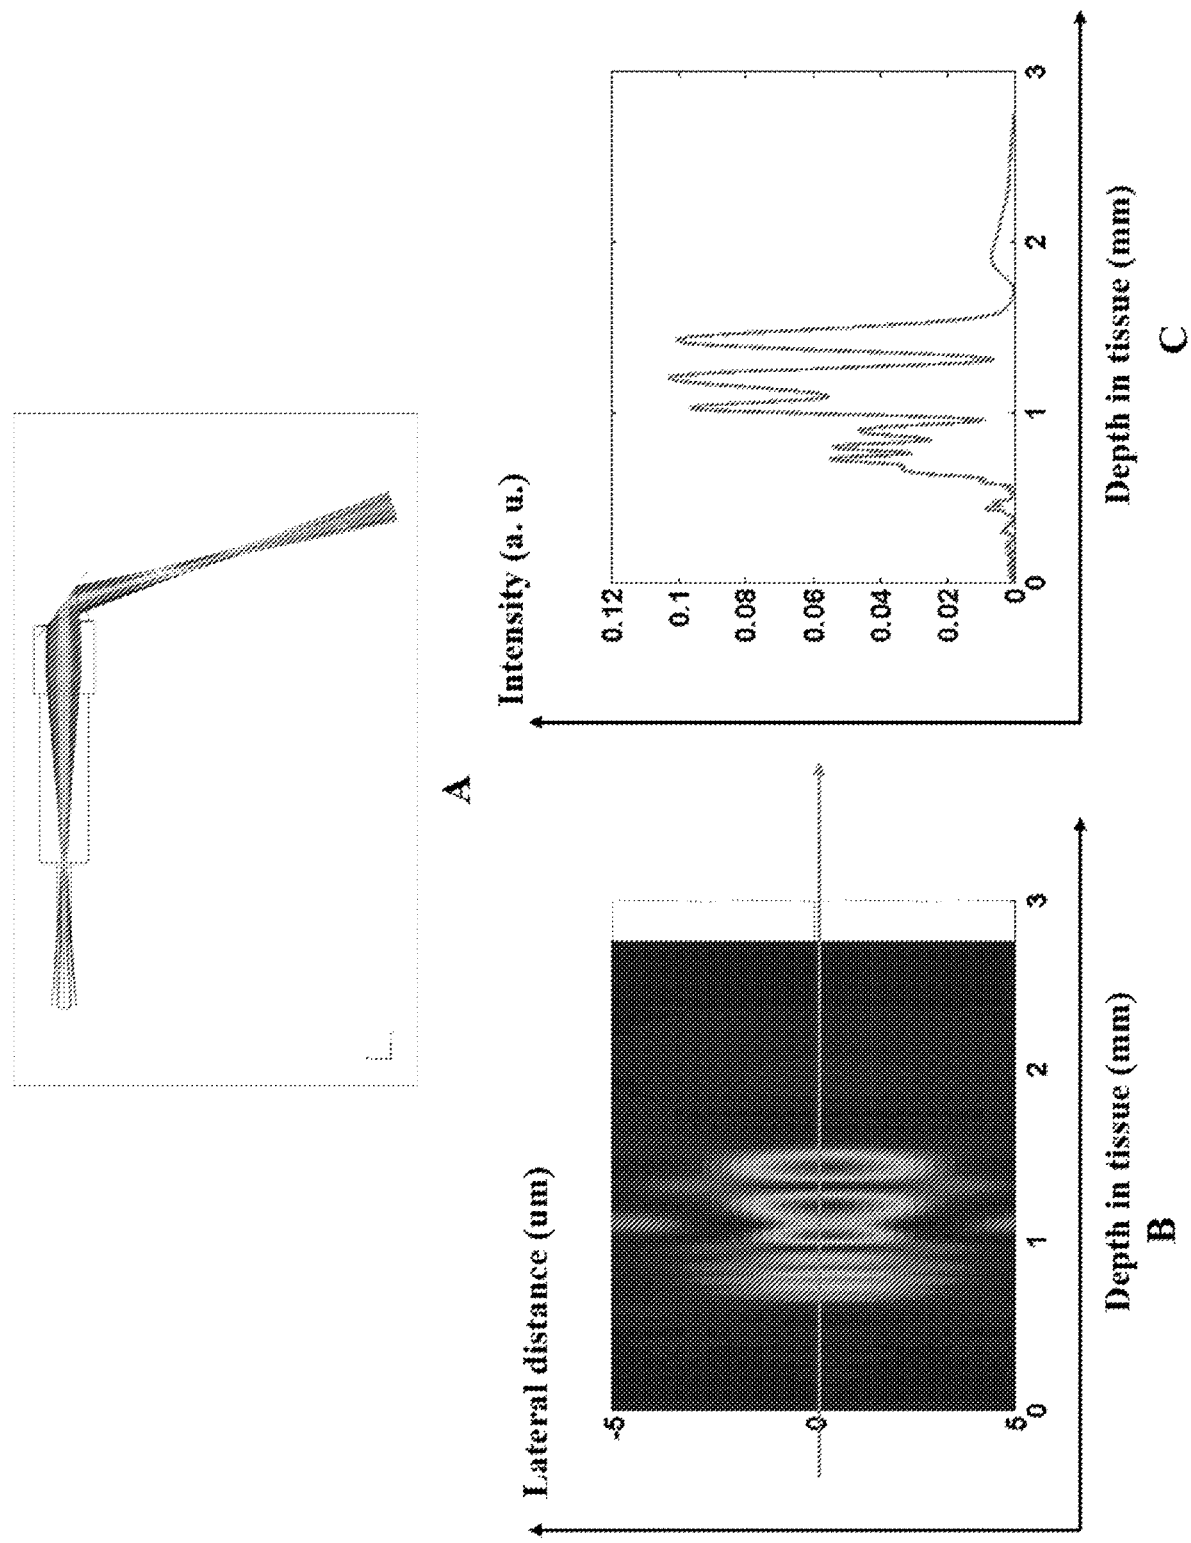 A
Lateral distance (um)
-5
0
5
0
1
2
3
Depth in tissue (mm)
B
Intensity (a. u.)
0.12
0.1
0.08
0.06
0.04
0.02
0
0
1
2
3
Depth in tissue (mm)
C